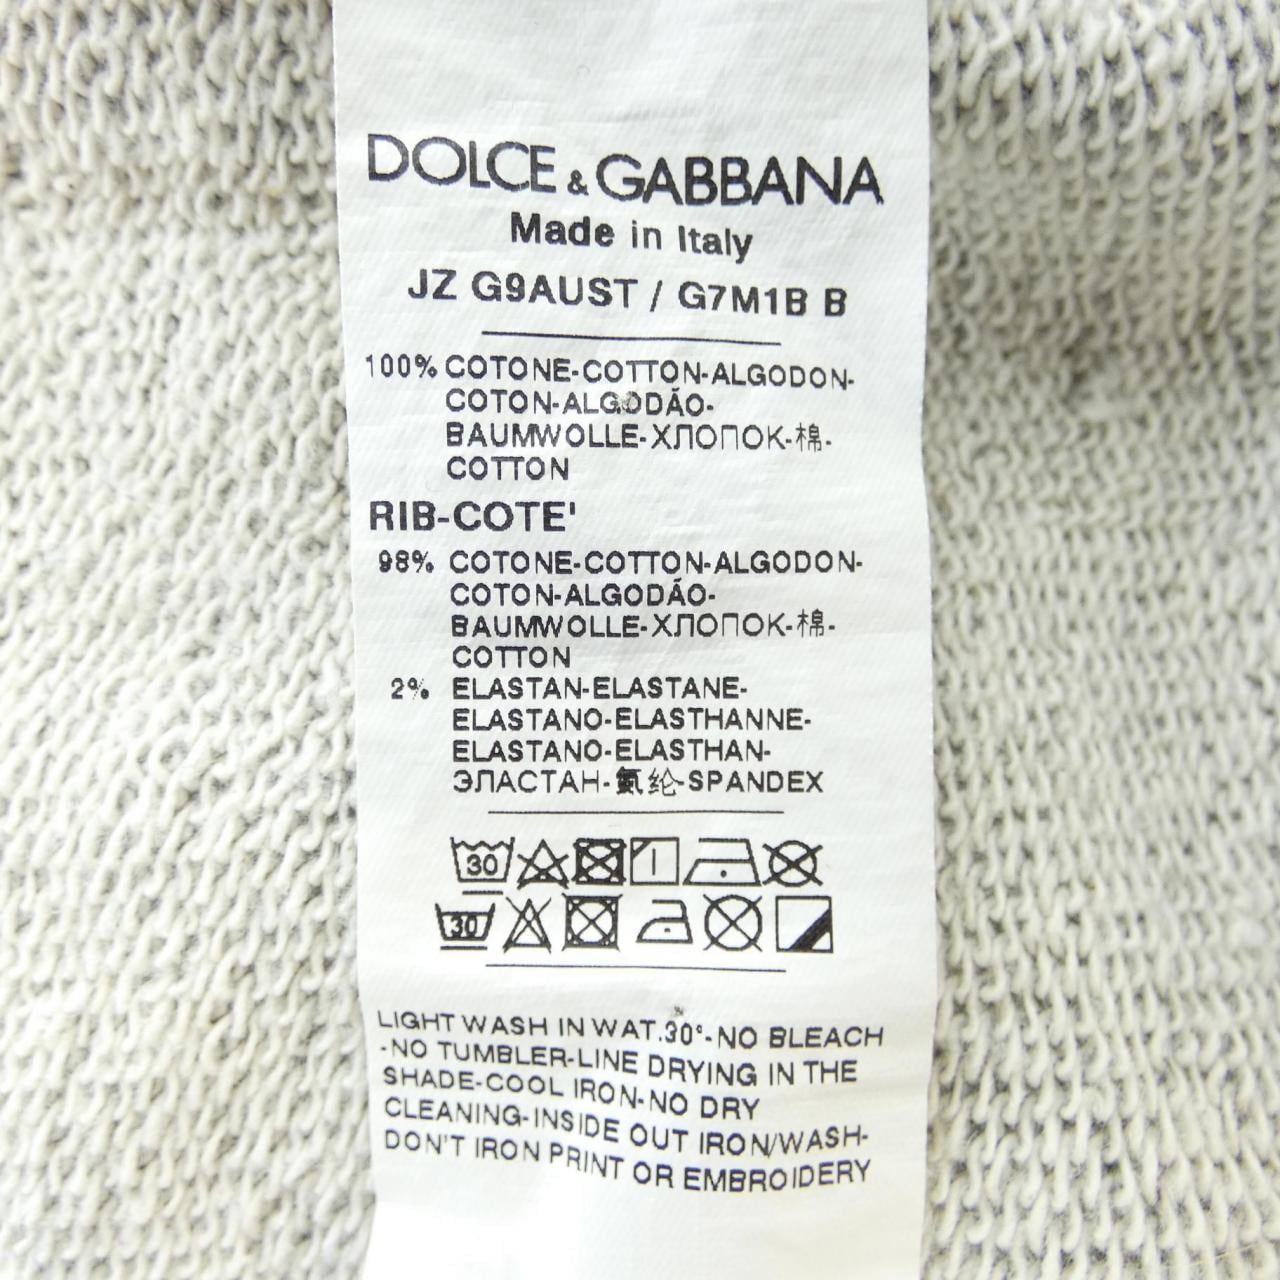 DOLCE & GABBANA
Made in Italy
JZ G9AUST / G7M1B B
100% COTONE-COTTON-ALGODON-
COTON-ALGODÃO-
BAUMWOLLE-ХЛОПОК-棉-
COTTON
RIB-COTE'
98% COTONE-COTTON-ALGODON-
COTON-ALGODÃO-
BAUMWOLLE-ХЛОПОК-棉-
COTTON
2% ELASTAN-ELASTANE-
ELASTANO-ELASTHANNE-
ELASTANO-ELASTHAN-
ЭЛАСТАН-氨纶-SPANDEX
30
30
LIGHT WASH IN WAT.30°-NO BLEACH
-NO TUMBLER-LINE DRYING IN THE
SHADE-COOL IRON-NO DRY
CLEANING-INSIDE OUT IRON/WASH-
DON'T IRON PRINT OR EMBROIDERY